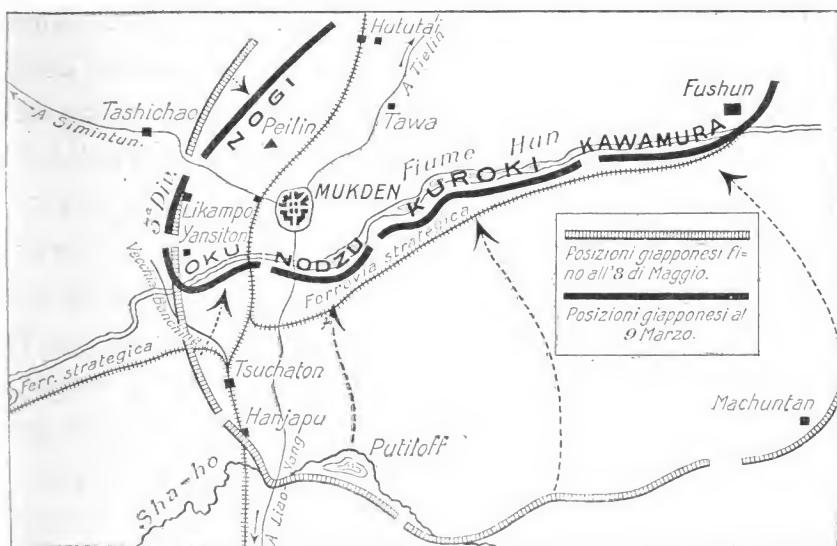 Hututai
A Tielin
Fushun
Tashichao
NOGI
A Simintun.
Peilin
Tawa
Fiume Hun
KAWAMURA
KUROKI
MUKDEN
5ª Div.
Likampo
Yansiton
OKU
NODZU
Ferrovia strategica
Posizioni giapponesi fi=
no all'8 di Maggio.
Posizioni giapponesi al
9 Marzo.
Ferr. strategica
Tsuchaton
Hanjapu
Machuntan
Putiloff
Sha-ho
A Liao-Yang